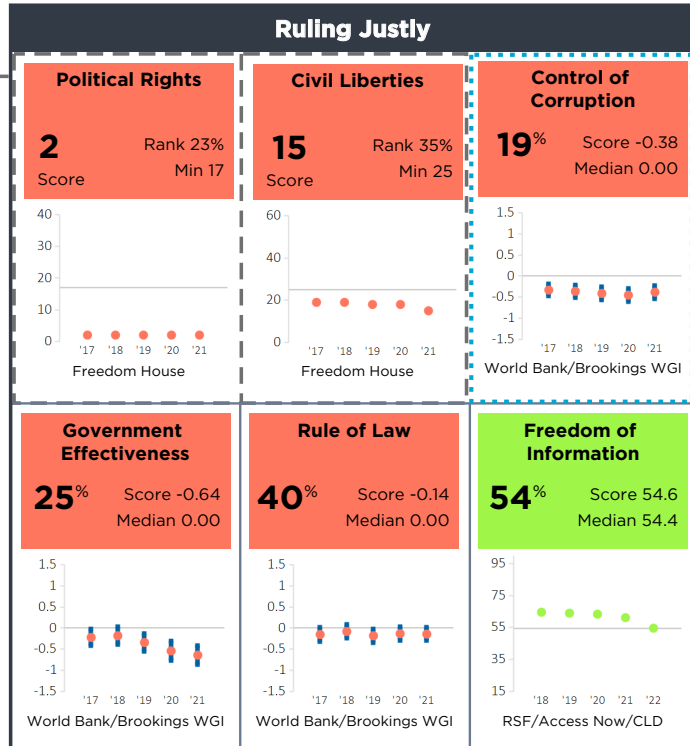 Ruling Justly
Political Rights
2
Score
Rank 23%
Min 17
40
30
20
10
0
'17 '18 '19 '20 '21
Freedom House
Civil Liberties
15
Score
Rank 35%
Min 25
60
40
20
0
'17 '18 '19 '20 '21
Freedom House
Control of
Corruption
19%
Score -0.38
Median 0.00
1.5
1
0.5
0
-0.5
-1
-1.5
'17 '18 '19 '20 '21
World Bank/Brookings WGI
Government
Effectiveness
25%
Score -0.64
Median 0.00
1.5
1
0.5
0
-0.5
-1
-1.5
'17 '18 '19 '20 '21
World Bank/Brookings WGI
Rule of Law
40%
Score -0.14
Median 0.00
1.5
1
0.5
0
-0.5
-1
-1.5
'17 '18 '19 '20 '21
World Bank/Brookings WGI
Freedom of
Information
54%
Score 54.6
Median 54.4
95
75
55
35
15
'18 '19 '20 '21 '22
RSF/Access Now/CLD